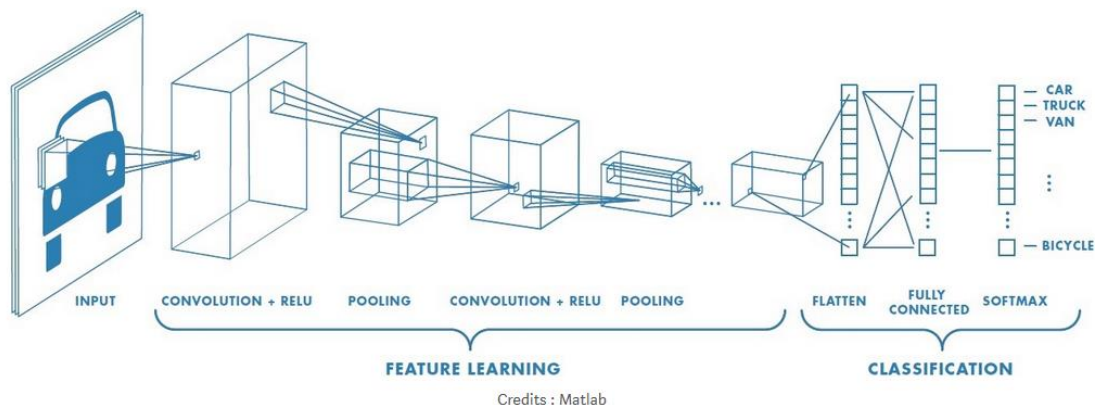 CAR
TRUCK
VAN
BICYCLE
INPUT
CONVOLUTION + RELU
POOLING
CONVOLUTION + RELU
POOLING
FLATTEN
FULLY
CONNECTED
SOFTMAX
FEATURE LEARNING
CLASSIFICATION
Credits : Matlab